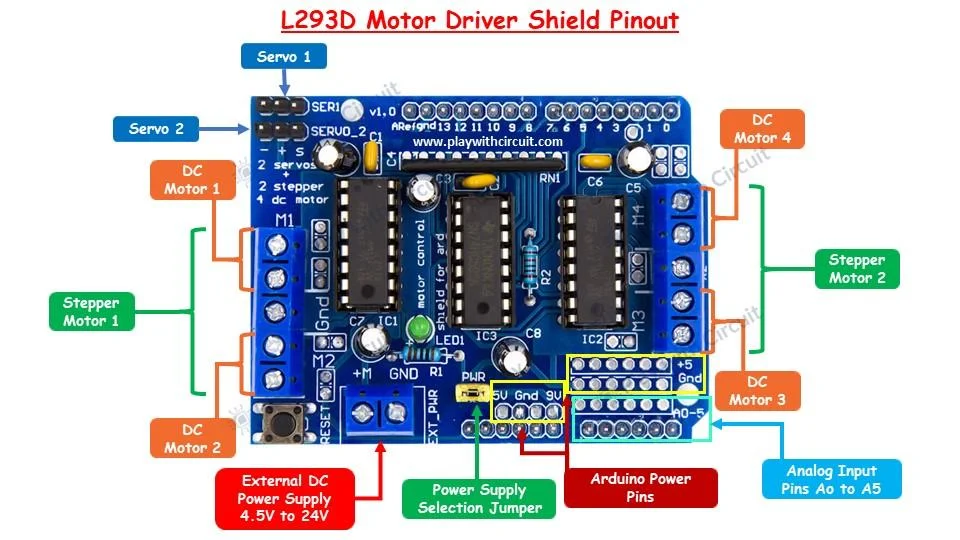 L293D Motor Driver Shield Pinout
Servo 1
Servo 2
SER1
v1.0
ARefgnd 13 12 11 10 9 8
7 6 5 4 3 2 1 0
SERVO_2
www.playwithcircuit.com
- + S
2 servos
+
2 stepper
4 dc motor
C1
C4
C3
RN1
C6
C5
DC
Motor 1
DC
Motor 4
M1
M4
Stepper
Motor 1
Stepper
Motor 2
motor control
shield for ard
R2
Gnd
M3
C7
IC1
IC3
C8
IC2
LED1
M2
+M
GND
R1
PWR
+5
Gnd
5V Gnd 9V
A0-5
EXT_PWR
RESET
DC
Motor 2
DC
Motor 3
External DC
Power Supply
4.5V to 24V
Power Supply
Selection Jumper
Arduino Power
Pins
Analog Input
Pins Ao to A5